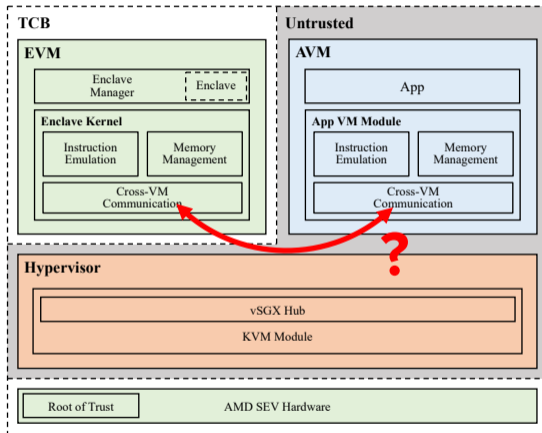 TCB
Untrusted
EVM
Enclave
Manager
Enclave
Enclave Kernel
Instruction
Emulation
Memory
Management
Cross-VM
Communication
AVM
App
App VM Module
Instruction
Emulation
Memory
Management
Cross-VM
Communication
?
Hypervisor
vSGX Hub
KVM Module
Root of Trust
AMD SEV Hardware